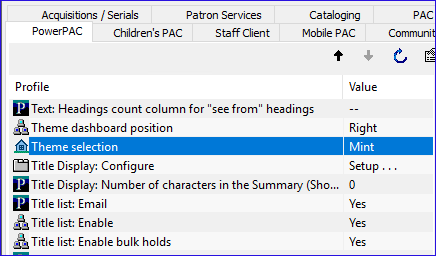 Acquisitions / Serials Patron Services Cataloging PAC
PowerPAC Children's PAC Staff Client Mobile PAC Communit
Profile Value
Text: Headings count column for "see from" headings --
Theme dashboard position Right
Theme selection Mint
Title Display: Configure Setup . . .
Title Display: Number of characters in the Summary (Sho... 0
Title list: Email Yes
Title list: Enable Yes
Title list: Enable bulk holds Yes